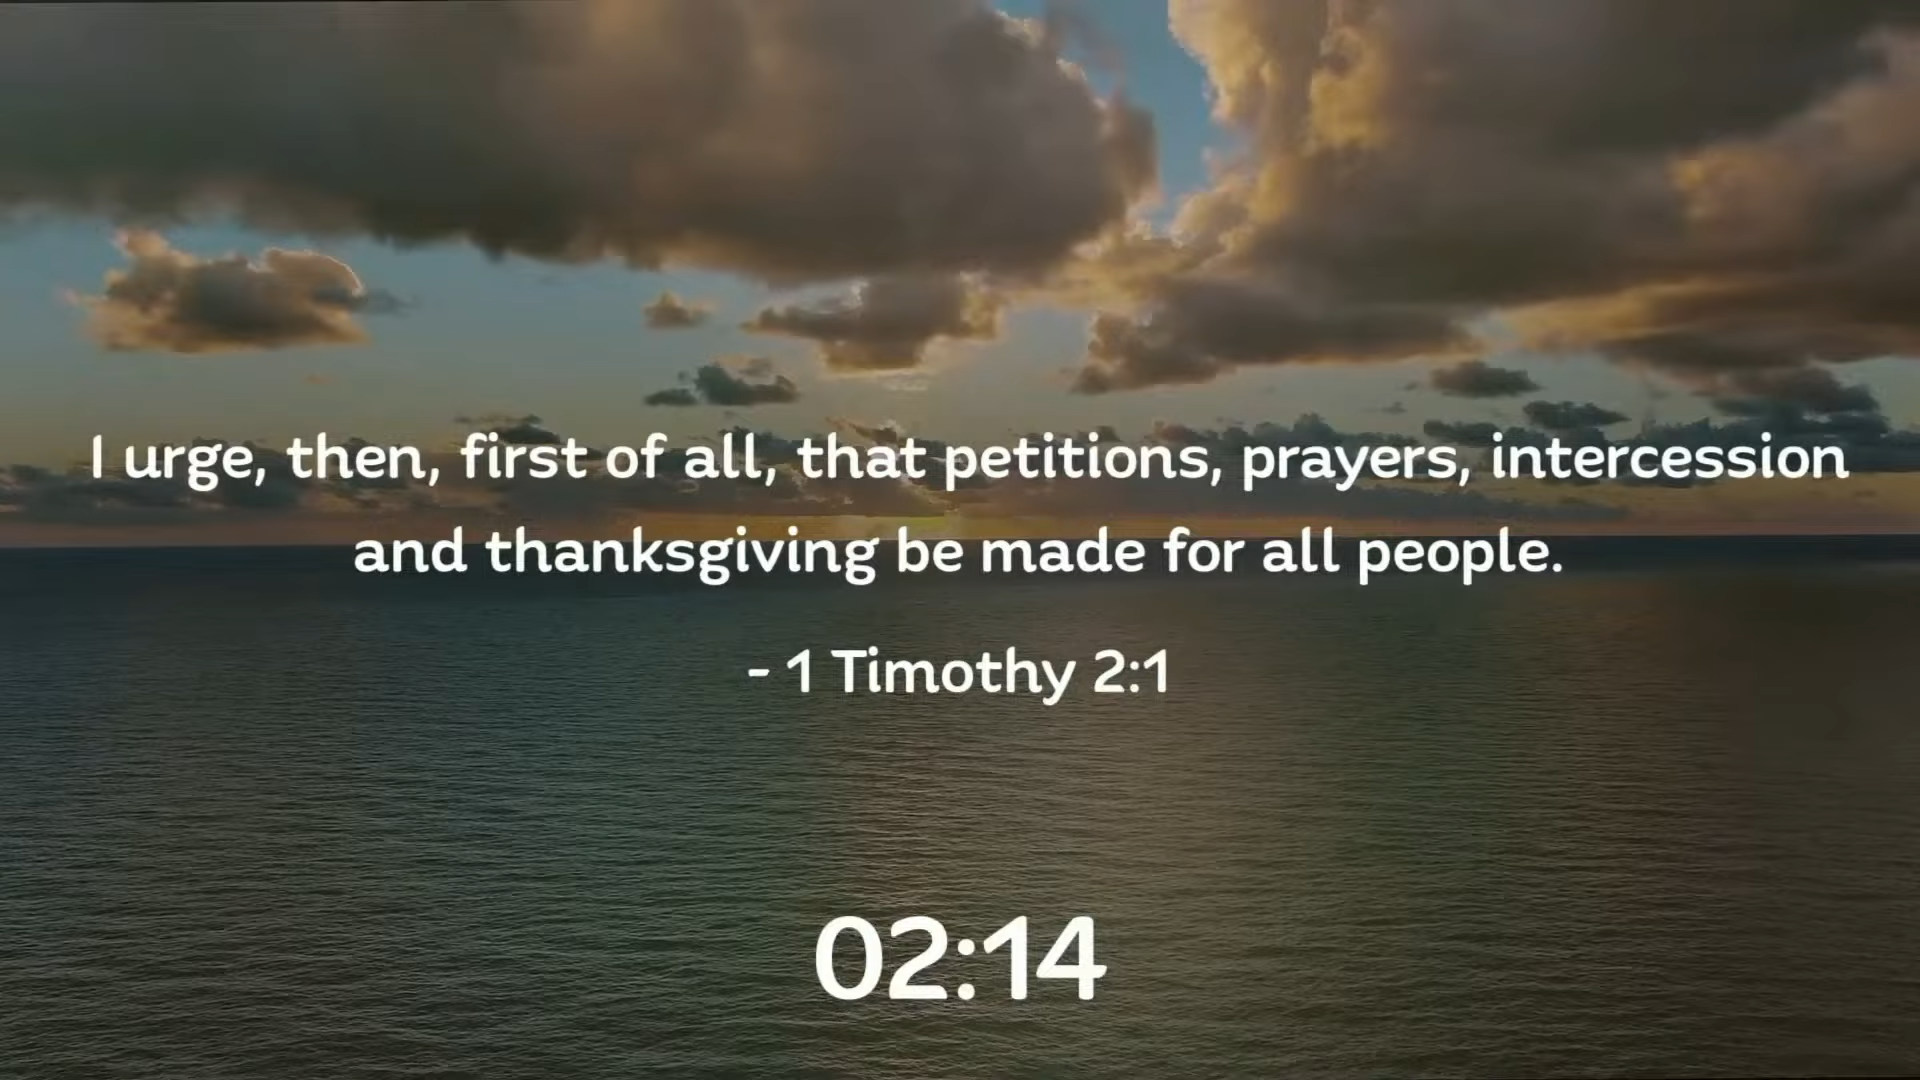 I urge, then, first of all, that petitions, prayers, intercession
and thanksgiving be made for all people.
- 1 Timothy 2:1
02:14